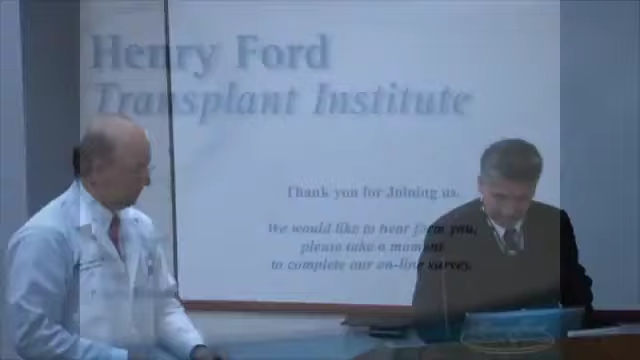 Henry Ford
Transplant Institute
Thank you for Joining us.
We would like to hear form you,
please take a moment
to complete our on-line survey.